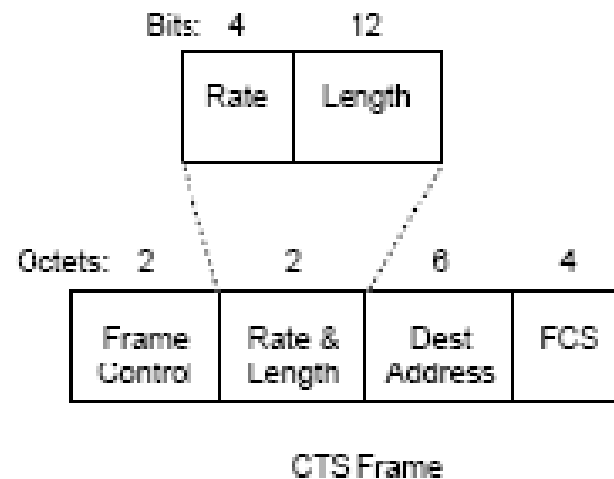 Bits: 4 12
Rate Length
Octets: 2 2 6 4
Frame Control Rate & Length Dest Address FCS
CTS Frame